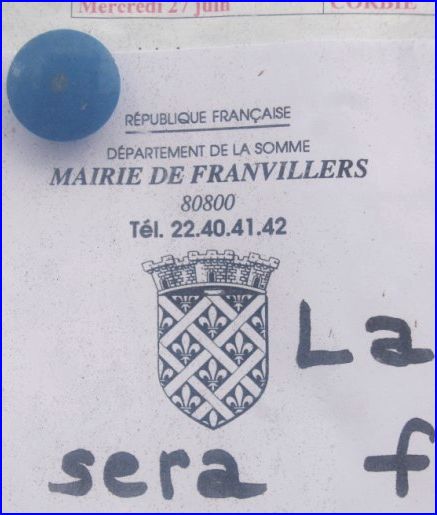 Mercredi 27 juin
CORBIE
RÉPUBLIQUE FRANÇAISE
DÉPARTEMENT DE LA SOMME
MAIRIE DE FRANVILLERS
80800
Tél. 22.40.41.42
La
sera f